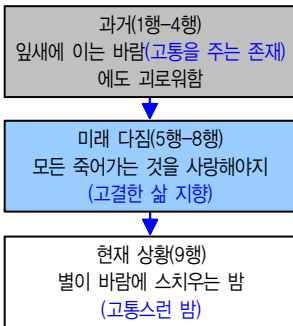 과거(1행-4행)
잎새에 이는 바람(고통을 주는 존재)
에도 괴로워함
미래 다짐(5행-8행)
모든 죽어가는 것을 사랑해야지
(고결한 삶 지향)
현재 상황(9행)
별이 바람에 스치우는 밤
(고통스런 밤)